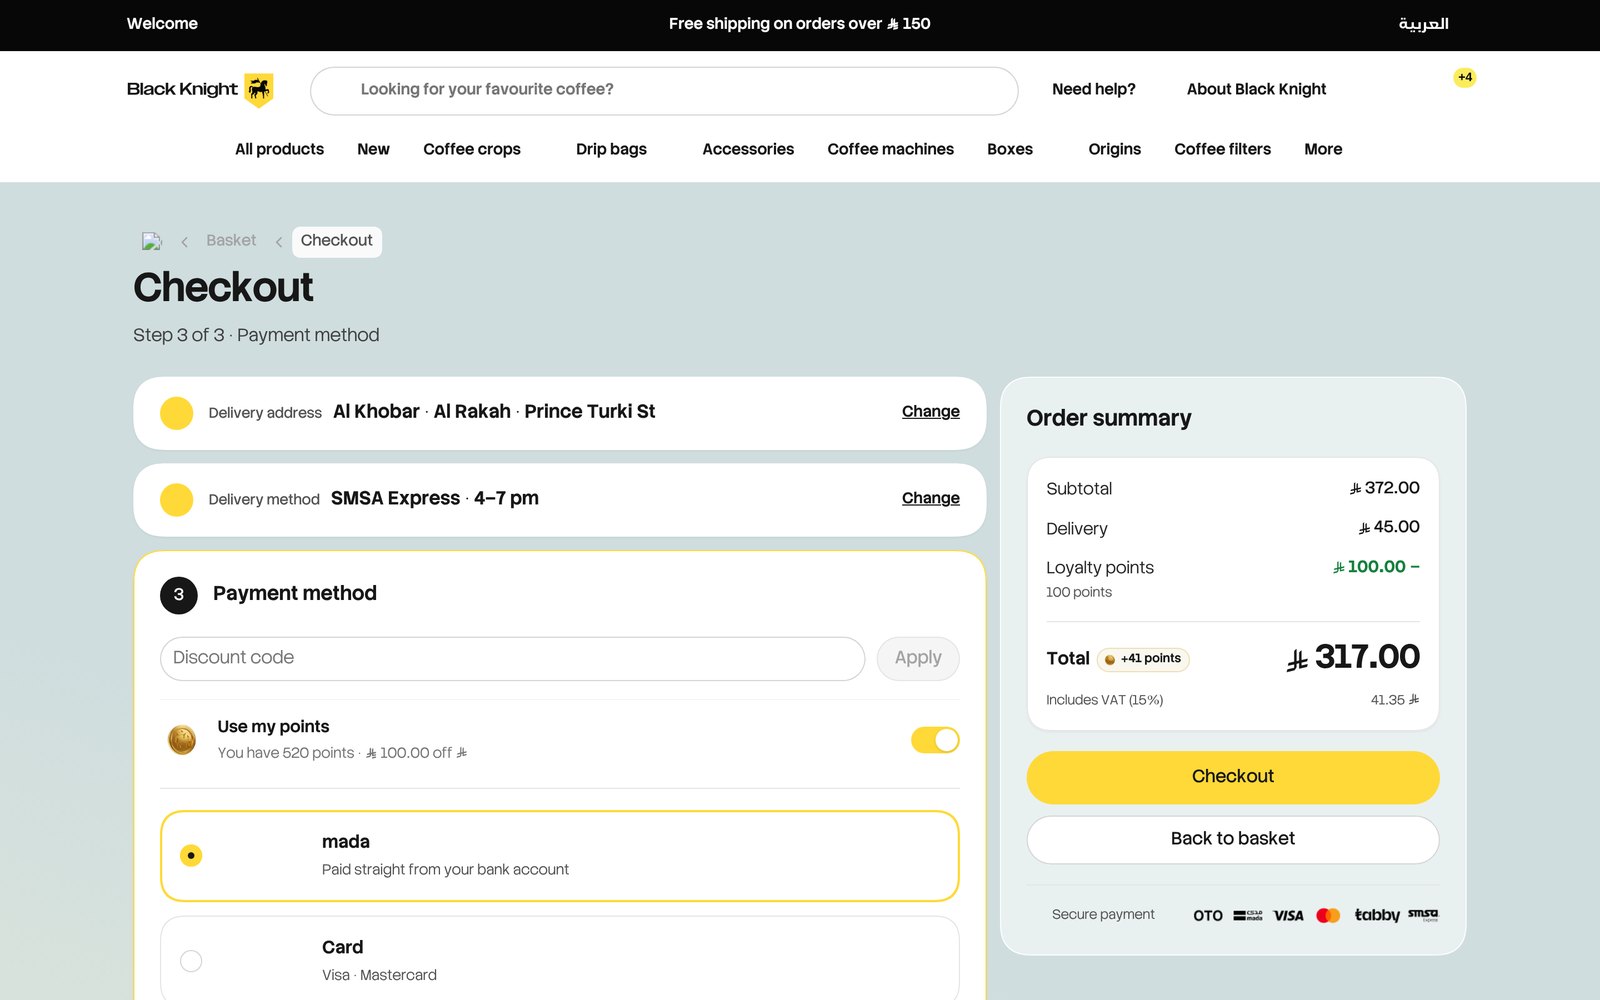 Welcome
Free shipping on orders over ⃁ 150
العربية
Black Knight
Looking for your favourite coffee?
Need help?
About Black Knight
+4
All products
New
Coffee crops
Drip bags
Accessories
Coffee machines
Boxes
Origins
Coffee filters
More
Basket
Checkout
Checkout
Step 3 of 3 · Payment method
Delivery address Al Khobar · Al Rakah · Prince Turki St
Change
Delivery method SMSA Express · 4–7 pm
Change
3 Payment method
Discount code
Apply
Use my points
You have 520 points · ⃁ 100.00 off ⃁
mada
Paid straight from your bank account
Card
Visa · Mastercard
Order summary
Subtotal ⃁ 372.00
Delivery ⃁ 45.00
Loyalty points ⃁ 100.00 –
100 points
Total +41 points ⃁ 317.00
Includes VAT (15%) 41.35 ⃁
Checkout
Back to basket
Secure payment OTO mada VISA tabby smsa